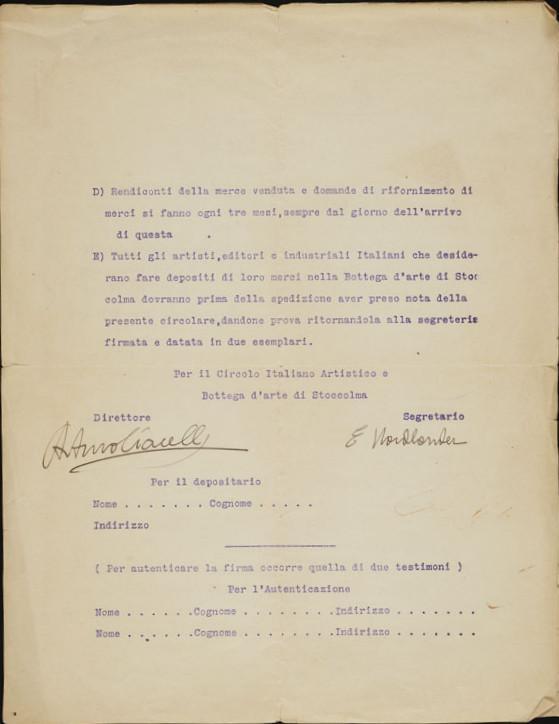 D) Rendiconti della merce venduta e domande di rifornimento di
merci si fanno ogni tre mesi,sempre dal giorno dell'arrivo
di questa .
E) Tutti gli artisti,editori e industriali Italiani che deside-
rano fare depositi di loro merci nella Bottega d'arte di Stoc
colma dovranno prima della spedizione aver preso nota della
presente circolare,dandone prova ritornandola alla segreteria
firmata e datata in due esemplari.
Per il Circolo Italiano Artistico e
Bottega d'arte di Stoccolma
Direttore Segretario
E Nordlander
Per il depositario
Nome . . . . . . . Cognome . . . . .
Indirizzo
( Per autenticare la firma occorre quella di due testimoni )
Per l'Autenticazione
Nome . . . . . .Cognome . . . . . . . . .Indirizzo . . . . . . .
Nome . . . . . .Cognome . . . . . . . . .Indirizzo . . . . . . .